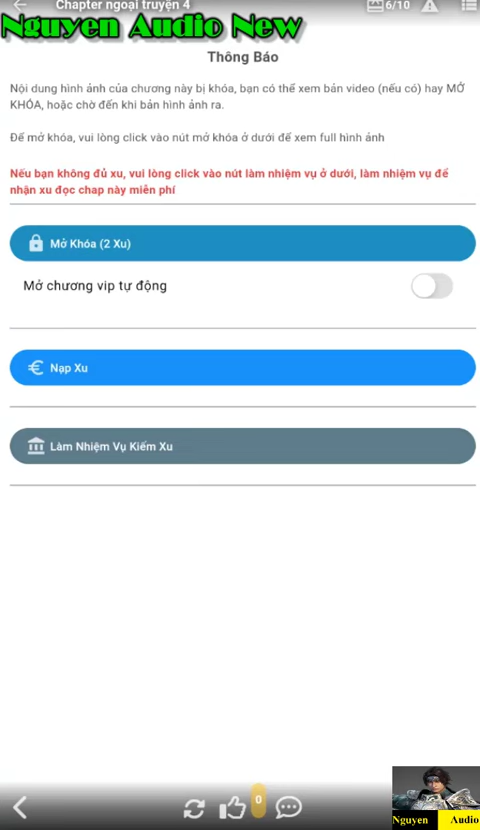 Chapter ngoại truyện 4
6/10
Nguyen Audio New
Thông Báo
Nội dung hình ảnh của chương này bị khóa, bạn có thể xem bản video (nếu có) hay MỞ
KHÓA, hoặc chờ đến khi bản hình ảnh ra.
Để mở khóa, vui lòng click vào nút mở khóa ở dưới để xem full hình ảnh
Nếu bạn không đủ xu, vui lòng click vào nút làm nhiệm vụ ở dưới, làm nhiệm vụ để
nhận xu đọc chap này miễn phí
Mở Khóa (2 Xu)
Mở chương vip tự động
Nạp Xu
Làm Nhiệm Vụ Kiếm Xu
0
Nguyen Audio